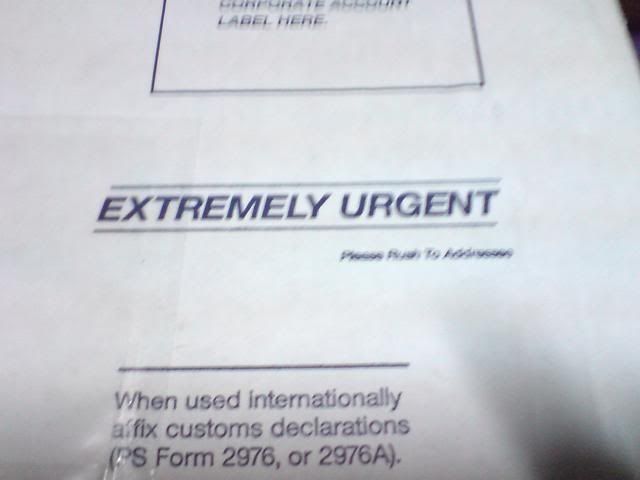 CORPORATE ACCOUNT
LABEL HERE.
EXTREMELY URGENT
Please Rush To Addressee
When used internationally
affix customs declarations
(PS Form 2976, or 2976A).